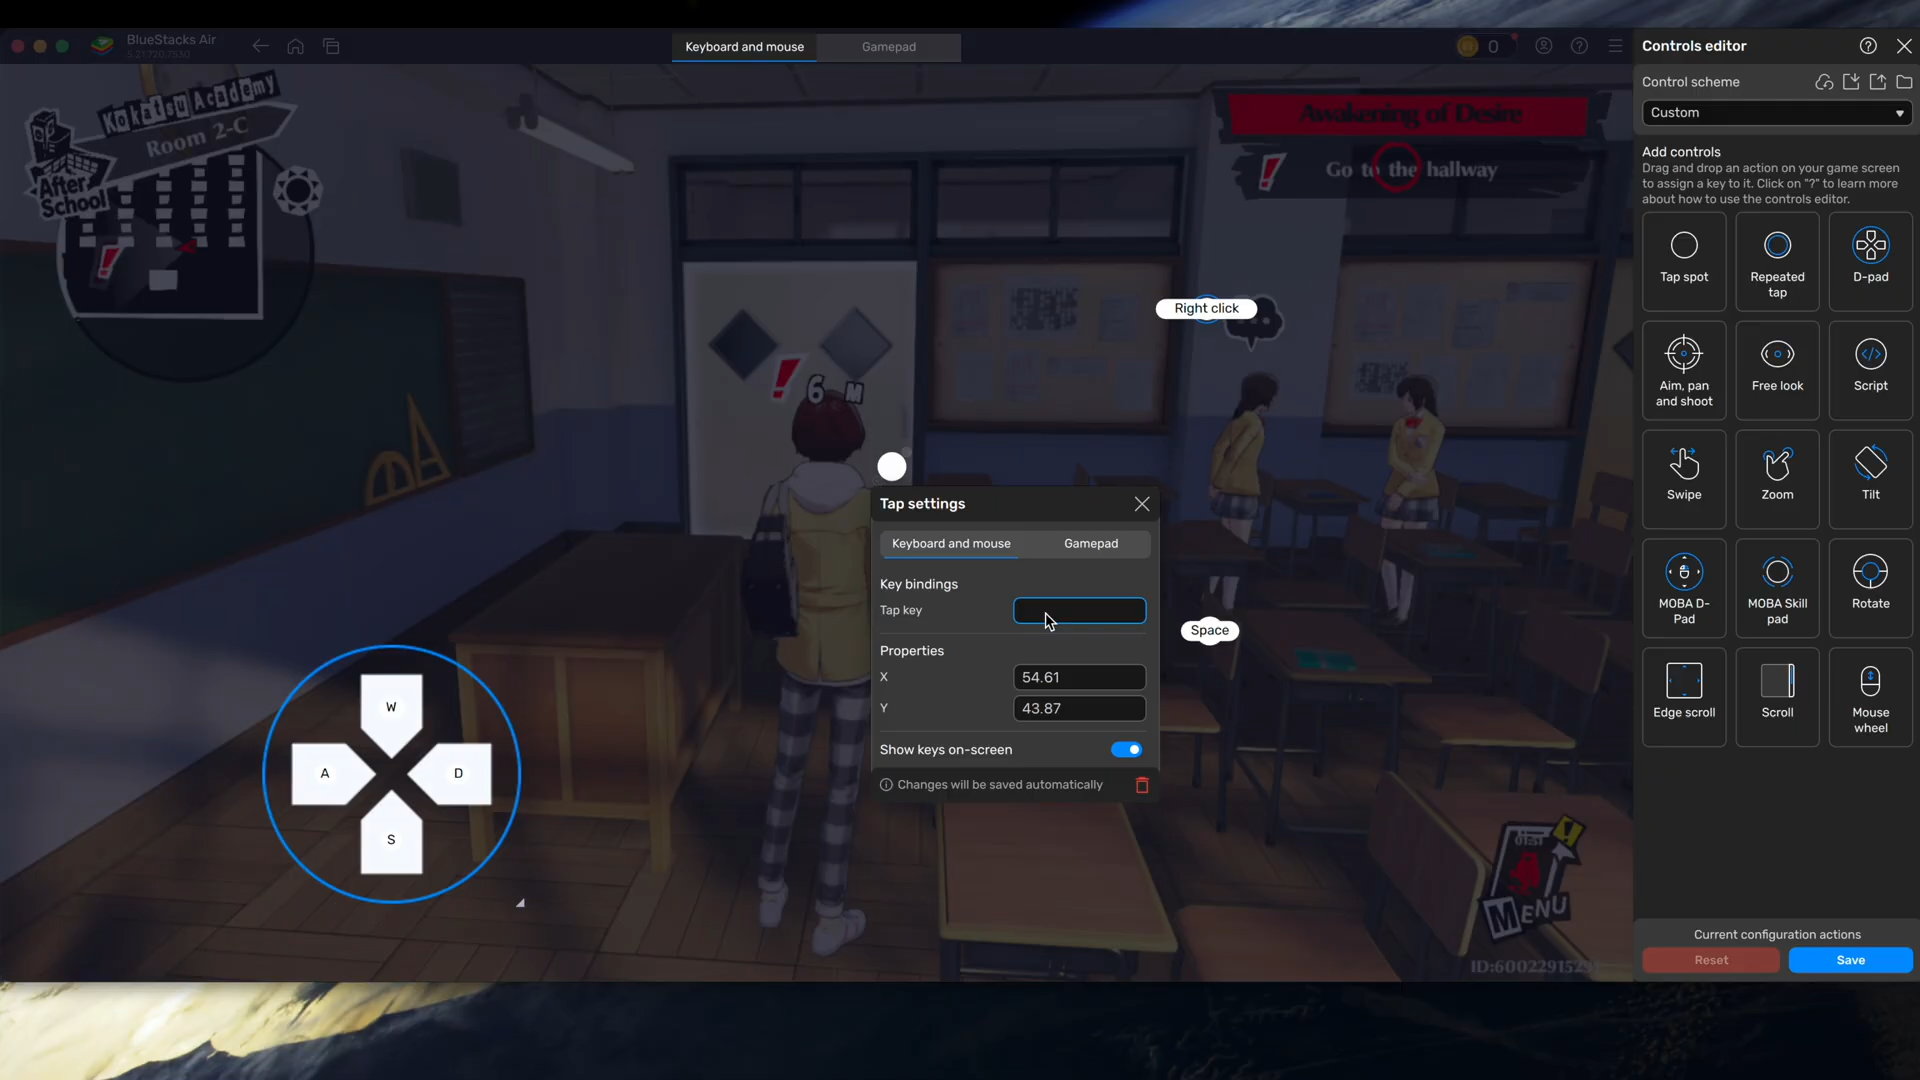 BlueStacks Air
5.21.720.7530
Keyboard and mouse
Gamepad
0
Controls editor
Control scheme
Custom
Add controls
Drag and drop an action on your game screen
to assign a key to it. Click on "?" to learn more
about how to use the controls editor.
Tap spot
Repeated
tap
D-pad
Aim, pan
and shoot
Free look
Script
Swipe
Zoom
Tilt
MOBA D-
Pad
MOBA Skill
pad
Rotate
Edge scroll
Scroll
Mouse
wheel
Current configuration actions
Reset
Save
Kokatsu Academy
Room 2-C
After
School
Awakening of Desire
Go to the hallway
Right click
6 M
Tap settings
Keyboard and mouse
Gamepad
Key bindings
Tap key
Properties
X
54.61
Y
43.87
Show keys on-screen
Changes will be saved automatically
Space
W
A
D
S
MENU